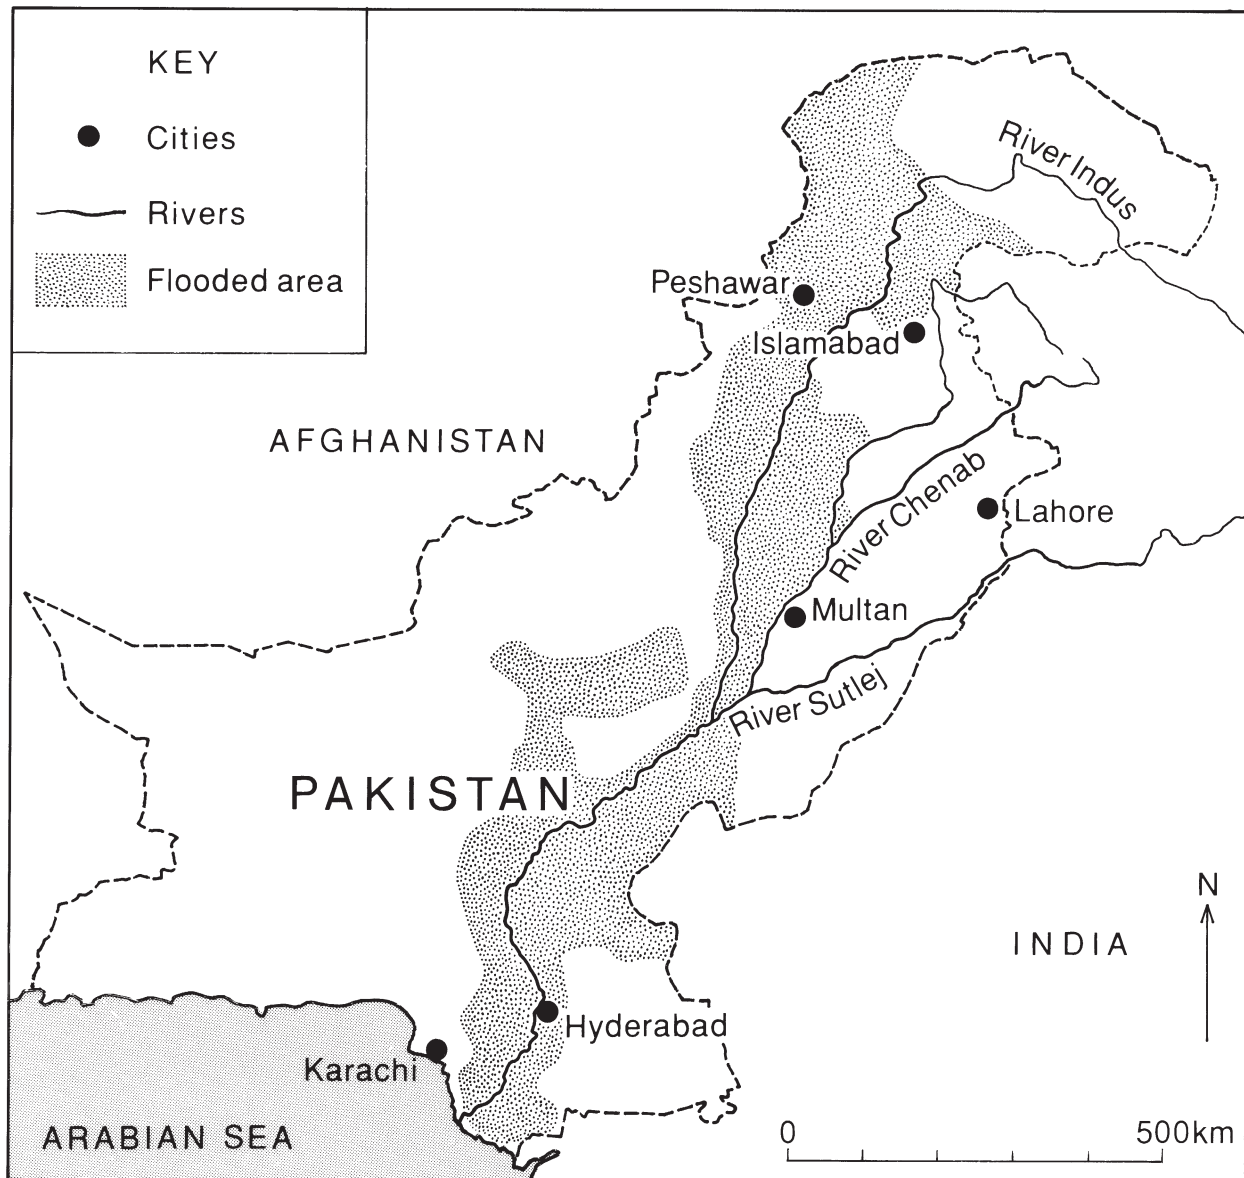 KEY
Cities
Rivers
Flooded area
River Indus
Peshawar
Islamabad
AFGHANISTAN
River Chenab
Lahore
Multan
River Sutlej
PAKISTAN
N
INDIA
Hyderabad
Karachi
ARABIAN SEA
0 500km